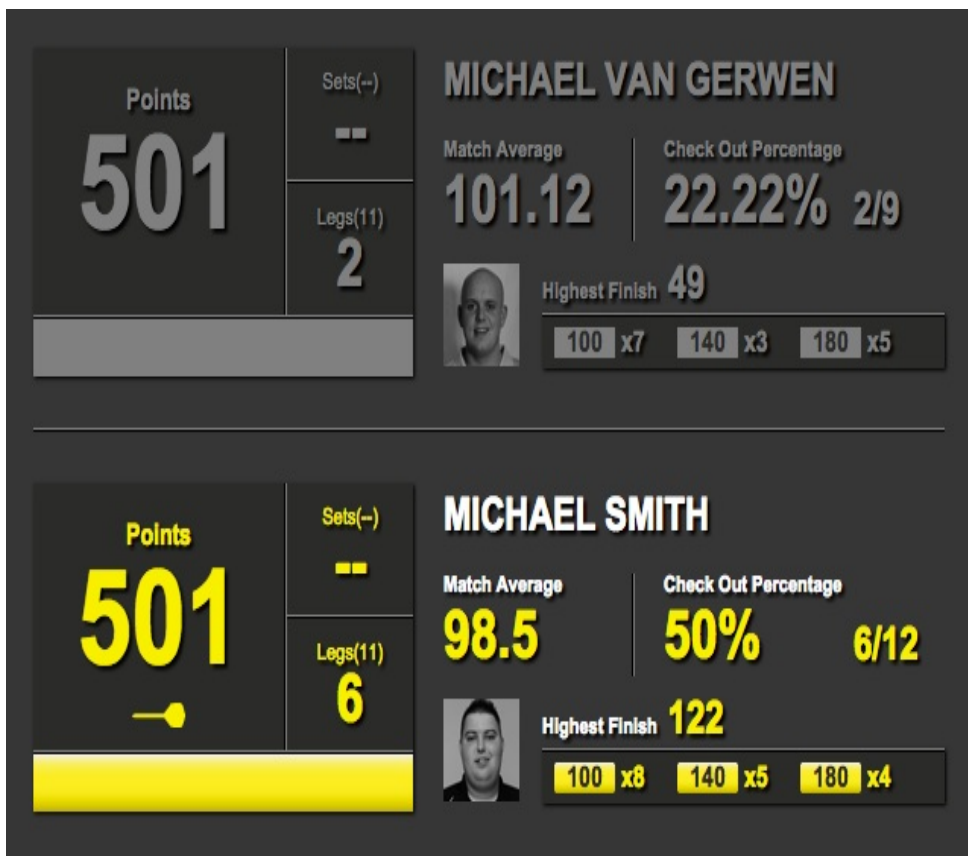 Points
501
Sets(--)
--
Legs(11)
2
MICHAEL VAN GERWEN
Match Average
101.12
Check Out Percentage
22.22% 2/9
Highest Finish 49
100 x7 140 x3 180 x5
Points
501
Sets(--)
--
Legs(11)
6
MICHAEL SMITH
Match Average
98.5
Check Out Percentage
50% 6/12
Highest Finish 122
100 x8 140 x5 180 x4